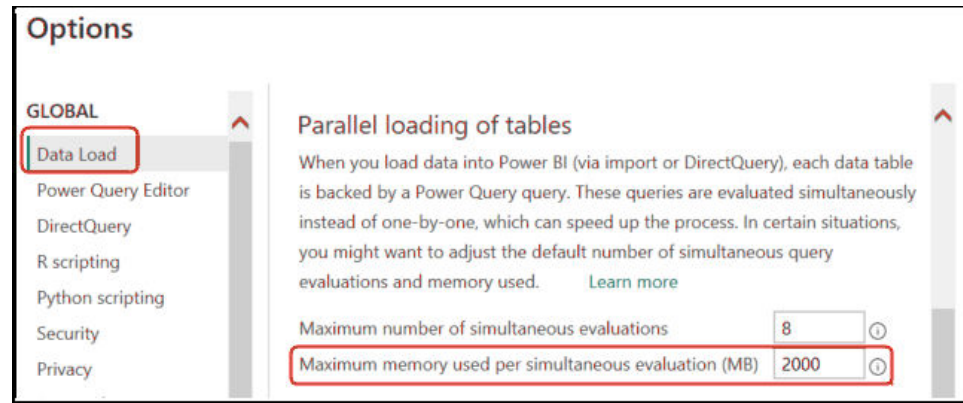 Options
GLOBAL
Data Load
Power Query Editor
DirectQuery
R scripting
Python scripting
Security
Privacy
Parallel loading of tables
When you load data into Power BI (via import or DirectQuery), each data table
is backed by a Power Query query. These queries are evaluated simultaneously
instead of one-by-one, which can speed up the process. In certain situations,
you might want to adjust the default number of simultaneous query
evaluations and memory used. Learn more
Maximum number of simultaneous evaluations 8
Maximum memory used per simultaneous evaluation (MB) 2000